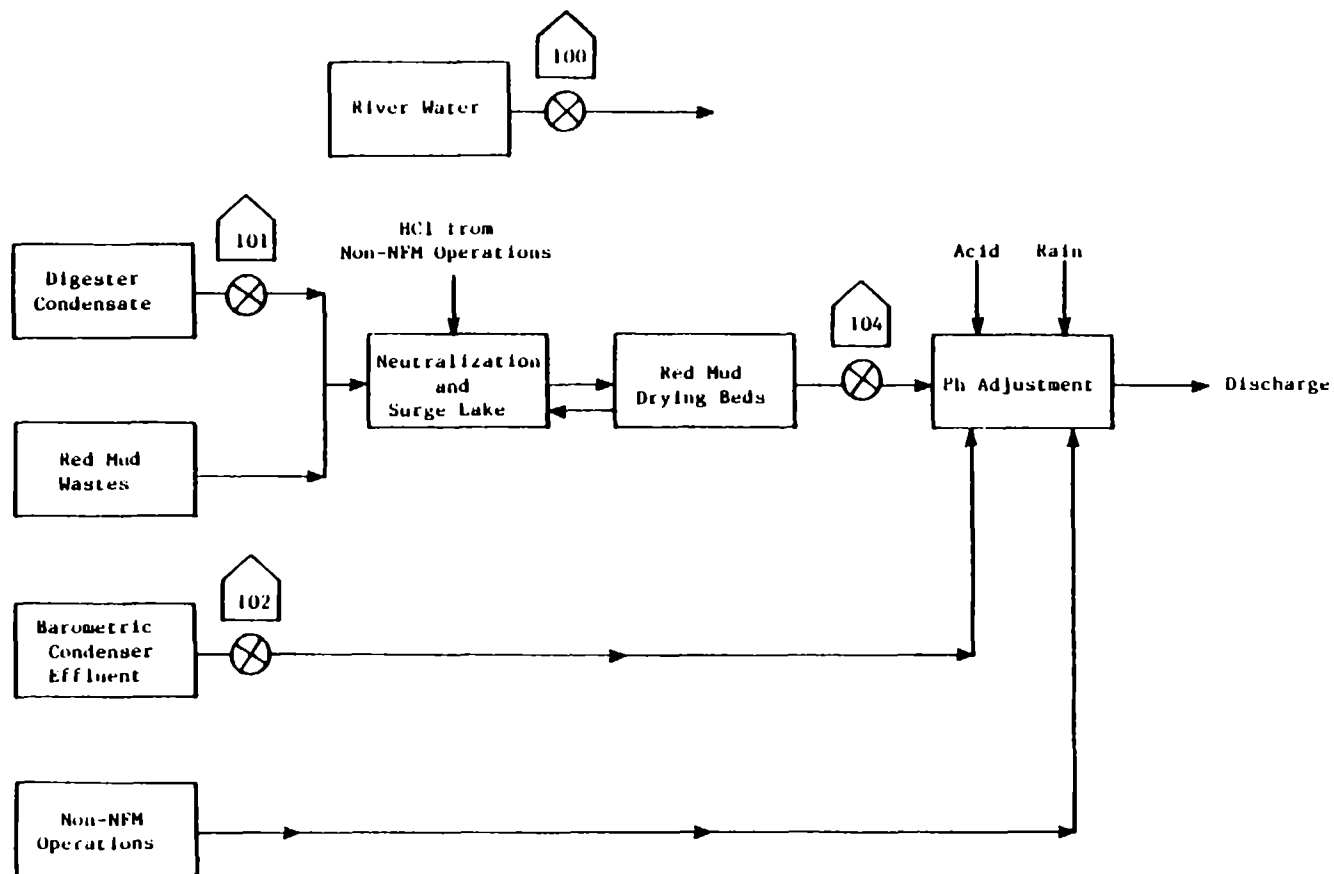 100
River Water
101
HCl from
Non-NFM Operations
Digester
Condensate
Acid
Rain
104
Neutralization
and
Surge Lake
Red Mud
Drying Beds
Ph Adjustment
Discharge
Red Mud
Wastes
102
Barometric
Condenser
Effluent
Non-NFM
Operations